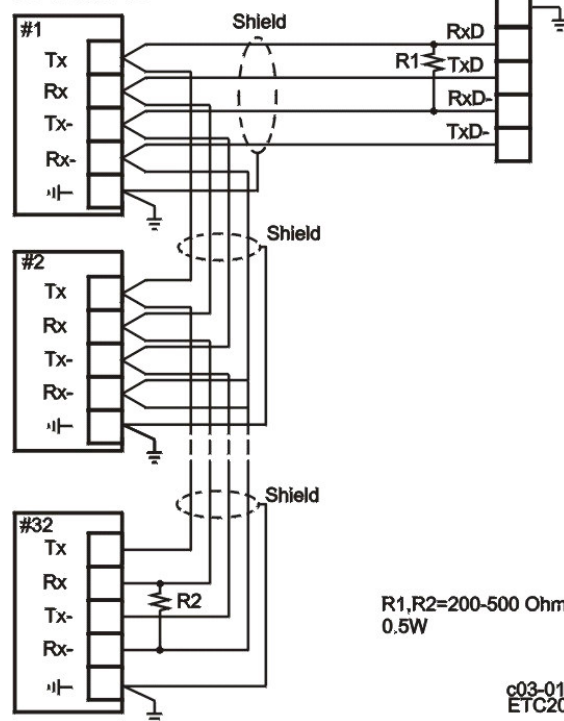 #1
Tx
Rx
Tx-
Rx-
Shield
R1
RxD
TxD
RxD-
TxD-
Shield
#2
Tx
Rx
Tx-
Rx-
Shield
#32
Tx
Rx
Tx-
Rx-
R2
R1,R2=200-500 Ohm
0.5W
c03-01
ETC20